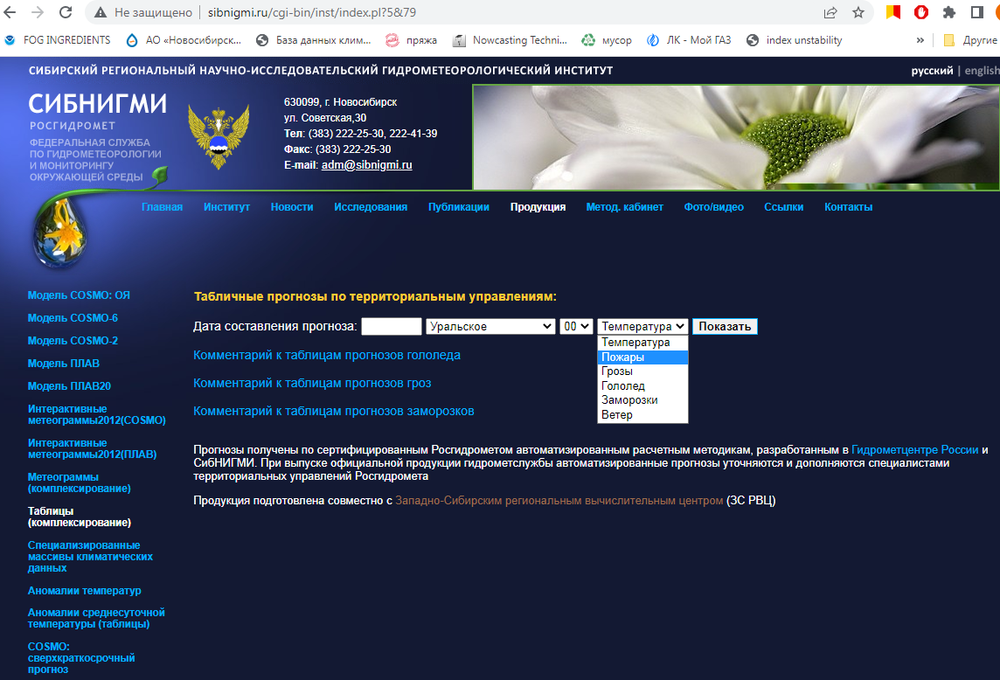 Не защищено | sibnigmi.ru/cgi-bin/inst/index.pl?5&79
FOG INGREDIENTS
АО «Новосибирск...
База данных клим...
пряжа
Nowcasting Techni...
мусор
ЛК - Мой ГАЗ
index unstability
»
Другие
СИБИРСКИЙ РЕГИОНАЛЬНЫЙ НАУЧНО-ИССЛЕДОВАТЕЛЬСКИЙ ГИДРОМЕТЕОРОЛОГИЧЕСКИЙ ИНСТИТУТ
русский | english
СИБНИГМИ
РОСГИДРОМЕТ
ФЕДЕРАЛЬНАЯ СЛУЖБА
ПО ГИДРОМЕТЕОРОЛОГИИ
И МОНИТОРИНГУ
ОКРУЖАЮЩЕЙ СРЕДЫ
630099, г. Новосибирск
ул. Советская,30
Тел: (383) 222-25-30, 222-41-39
Факс: (383) 222-25-30
E-mail: adm@sibnigmi.ru
Главная
Институт
Новости
Исследования
Публикации
Продукция
Метод. кабинет
Фото/видео
Ссылки
Контакты
Модель COSMO: ОЯ
Модель COSMO-6
Модель COSMO-2
Модель ПЛАВ
Модель ПЛАВ20
Интерактивные
метеограммы2012(COSMO)
Интерактивные
метеограммы2012(ПЛАВ)
Метеограммы
(комплексирование)
Таблицы
(комплексирование)
Специализированные
массивы климатических
данных
Аномалии температур
Аномалии среднесуточной
температуры (таблицы)
COSMO:
сверхкраткосрочный
прогноз
Табличные прогнозы по территориальным управлениям:
Дата составления прогноза:
Уральское
00
Температура
Показать
Температура
Пожары
Грозы
Гололед
Заморозки
Ветер
Комментарий к таблицам прогнозов гололеда
Комментарий к таблицам прогнозов гроз
Комментарий к таблицам прогнозов заморозков
Прогнозы получены по сертифицированным Росгидрометом автоматизированным расчетным методикам, разработанным в Гидрометцентре России и
СибНИГМИ. При выпуске официальной продукции гидрометслужбы автоматизированные прогнозы уточняются и дополняются специалистами
территориальных управлений Росгидромета
Продукция подготовлена совместно с Западно-Сибирским региональным вычислительным центром (ЗС РВЦ)